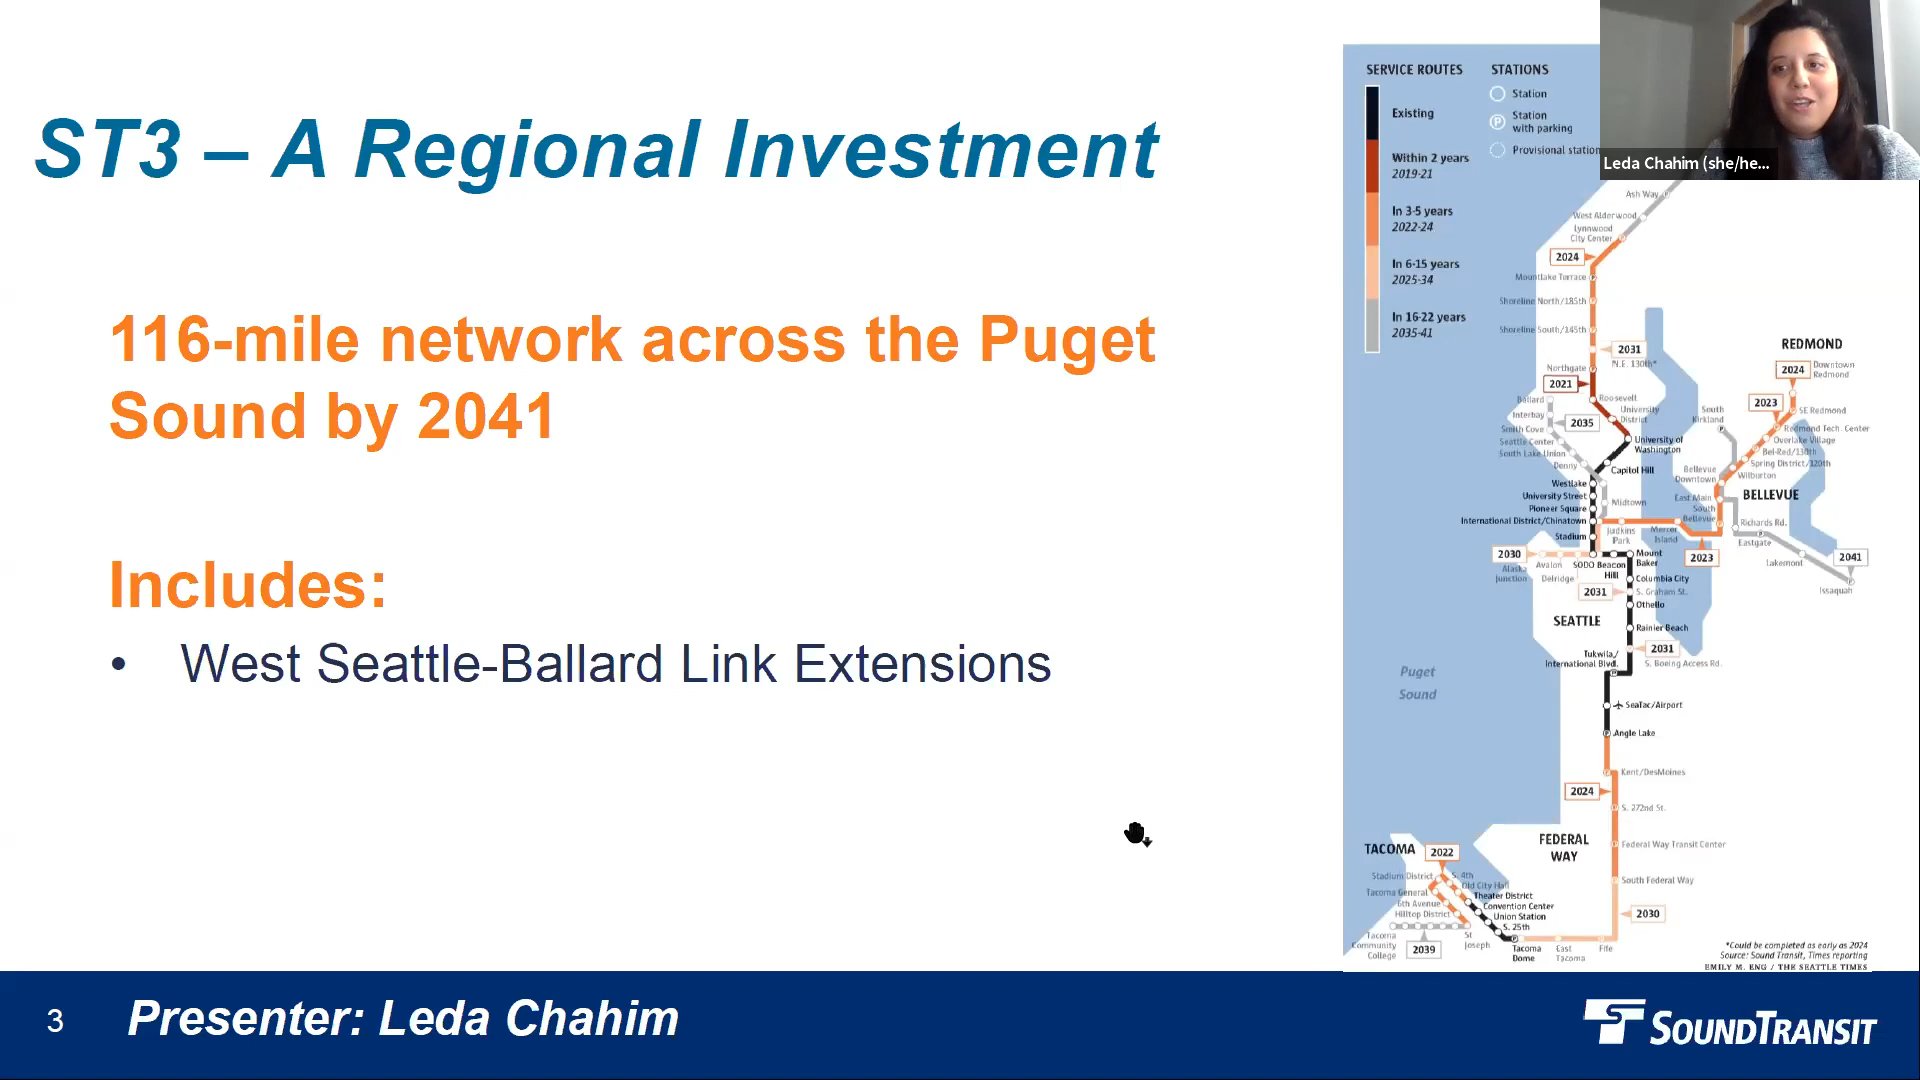 ST3 – A Regional Investment
116-mile network across the Puget
Sound by 2041
Includes:
• West Seattle-Ballard Link Extensions
SERVICE ROUTES
Existing
Within 2 years
2019-21
In 3-5 years
2022-24
In 6-15 years
2025-34
In 16-22 years
2035-41
STATIONS
Station
Station
with parking
Provisional station
Leda Chahim (she/he...
Ash Way
West Alderwood
Lynnwood
City Center
2024
Mountlake Terrace
Shoreline North/185th
Shoreline South/145th
2031
N.E. 130th*
Northgate
2021
Roosevelt
University
District
University of
Washington
Capitol Hill
Ballard
Interbay
2035
Smith Cove
Seattle Center
South Lake Union
Denny
Westlake
University Street
Midtown
Pioneer Square
International District/Chinatown
Stadium
Judkins
Park
Mercer
Island
REDMOND
2024
Downtown
Redmond
2023
SE Redmond
Redmond Tech. Center
Overlake Village
Bel-Red/130th
Spring District/120th
Wilburton
South
Kirkland
Bellevue
Downtown
BELLEVUE
East Main
South
Bellevue
2023
Richards Rd.
Eastgate
Lakemont
2041
Issaquah
2030
Alaska
Junction
Avalon
Delridge
SODO
Beacon
Hill
Mount
Baker
Columbia City
2031
S. Graham St.
Othello
SEATTLE
Rainier Beach
2031
S. Boeing Access Rd.
Tukwila/
International Blvd.
Puget
Sound
SeaTac/Airport
Angle Lake
Kent/DesMoines
2024
S. 272nd St.
FEDERAL
WAY
Federal Way Transit Center
South Federal Way
2030
TACOMA
2022
Stadium District
S. 4th
Tacoma General
Old City Hall
Theater District
6th Avenue
Convention Center
Hilltop District
Union Station
S. 25th
Tacoma
Community
College
2039
St
Joseph
Tacoma
Dome
East
Tacoma
Fife
*Could be completed as early as 2024
Source: Sound Transit, Times reporting
EMILY M. ENG / THE SEATTLE TIMES
3
Presenter: Leda Chahim
SOUNDTRANSIT